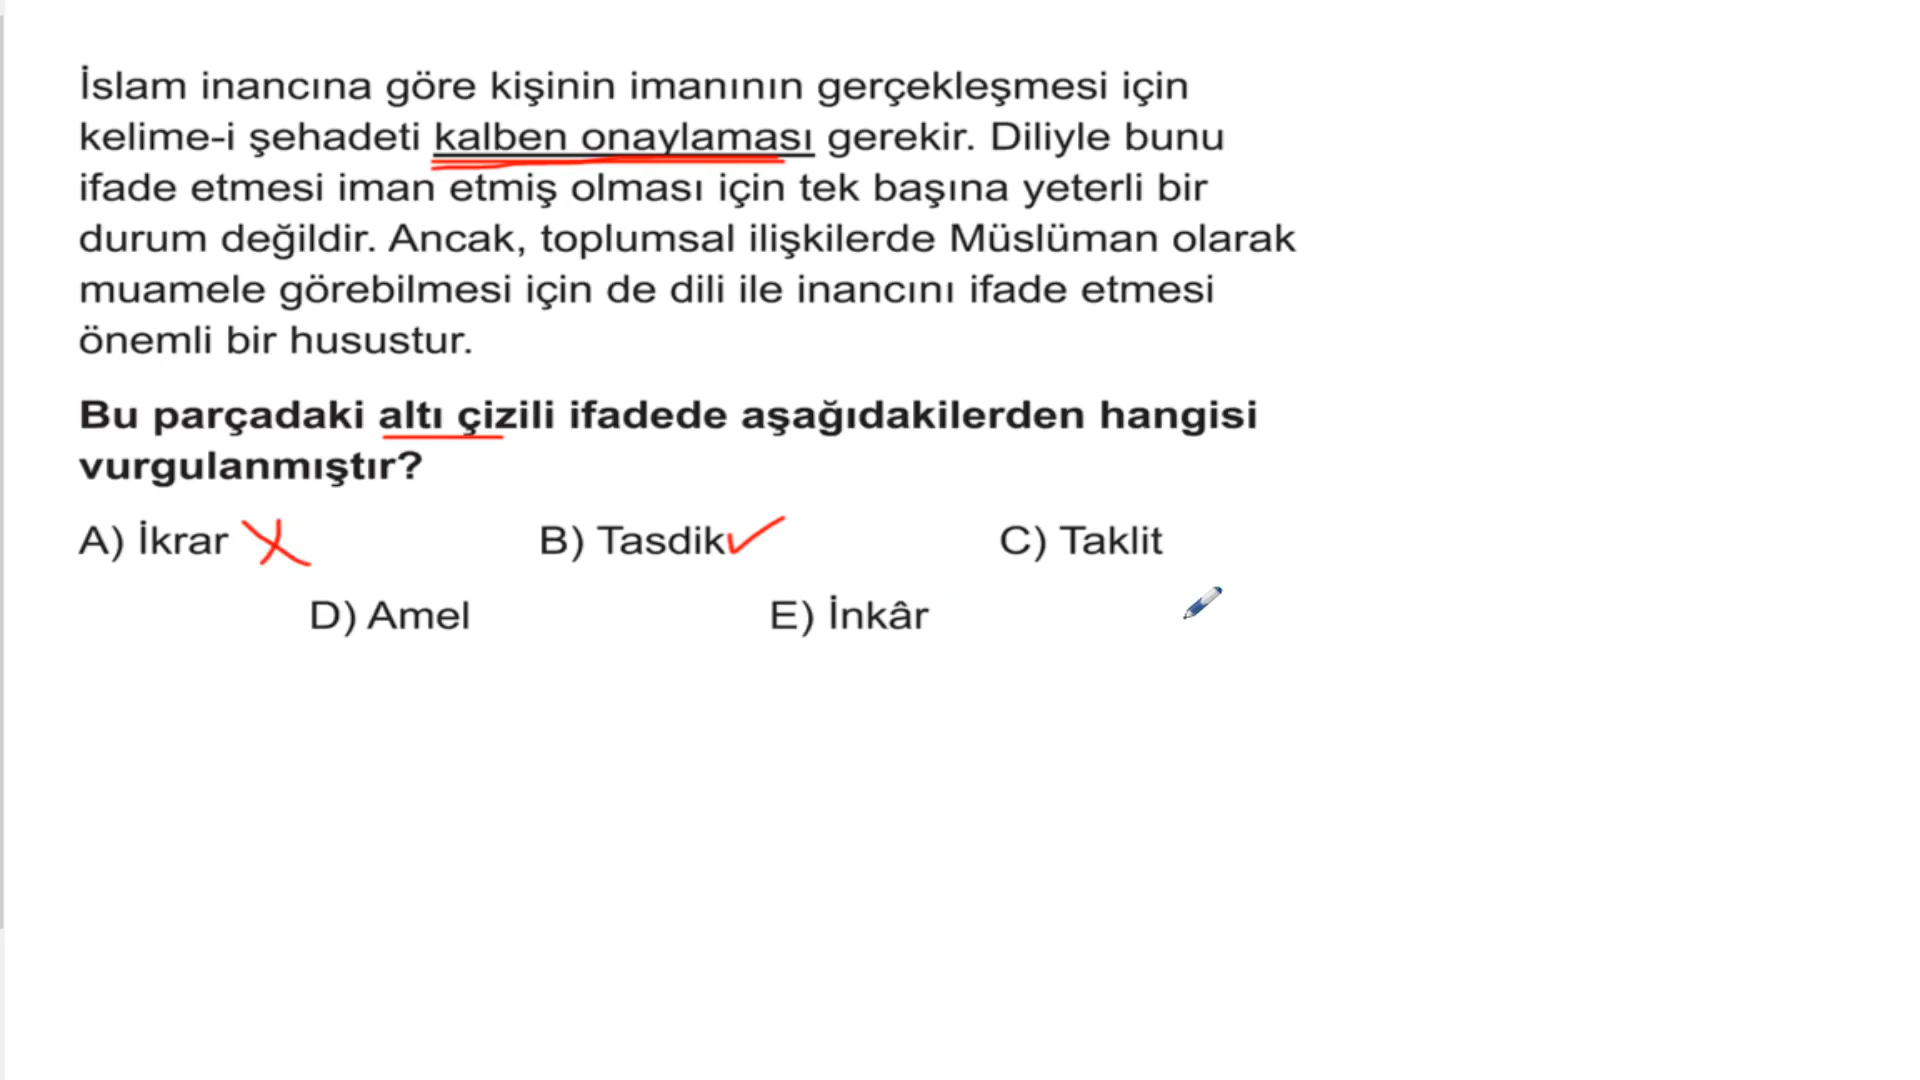 İslam inancına göre kişinin imanının gerçekleşmesi için
kelime-i şehadeti kalben onaylaması gerekir. Diliyle bunu
ifade etmesi iman etmiş olması için tek başına yeterli bir
durum değildir. Ancak, toplumsal ilişkilerde Müslüman olarak
muamele görebilmesi için de dili ile inancını ifade etmesi
önemli bir husustur.
Bu parçadaki altı çizili ifadede aşağıdakilerden hangisi
vurgulanmıştır?
A) İkrar B) Tasdik C) Taklit
D) Amel E) İnkâr